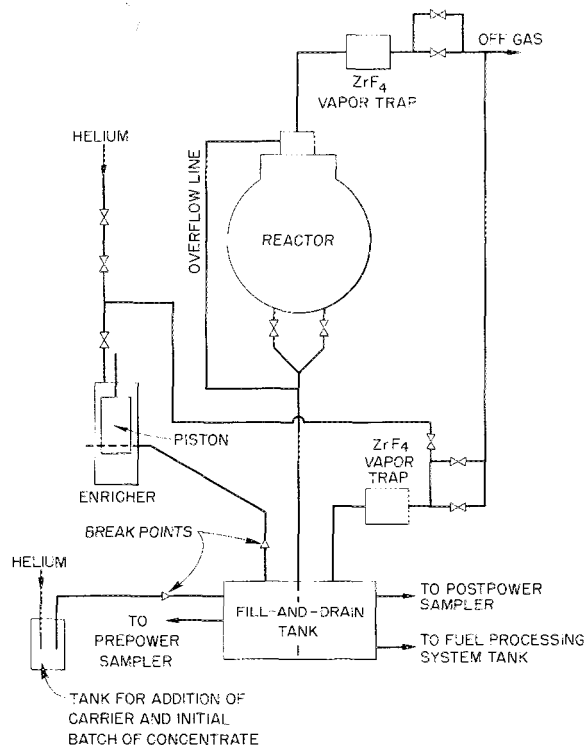 OFF GAS
ZrF4
VAPOR TRAP
HELIUM
OVERFLOW LINE
REACTOR
PISTON
ZrF4
VAPOR
TRAP
ENRICHER
BREAK POINTS
HELIUM
FILL-AND-DRAIN
TANK
TO POSTPOWER
SAMPLER
TO
PREPOWER
SAMPLER
TO FUEL PROCESSING
SYSTEM TANK
TANK FOR ADDITION OF
CARRIER AND INITIAL
BATCH OF CONCENTRATE